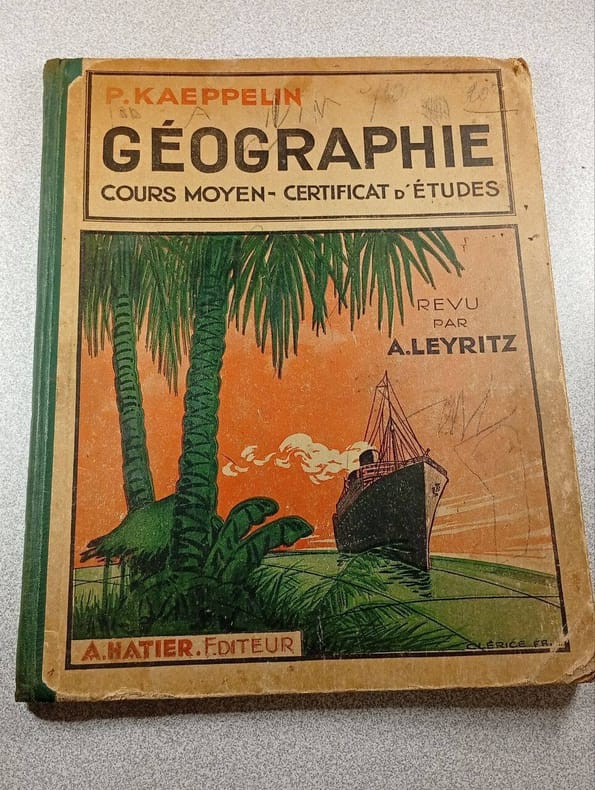 P. KAEPPELIN
GÉOGRAPHIE
COURS MOYEN - CERTIFICAT D'ÉTUDES
REVU
PAR
A. LEYRITZ
A. HATIER. EDITEUR
CLÉRICE FR.